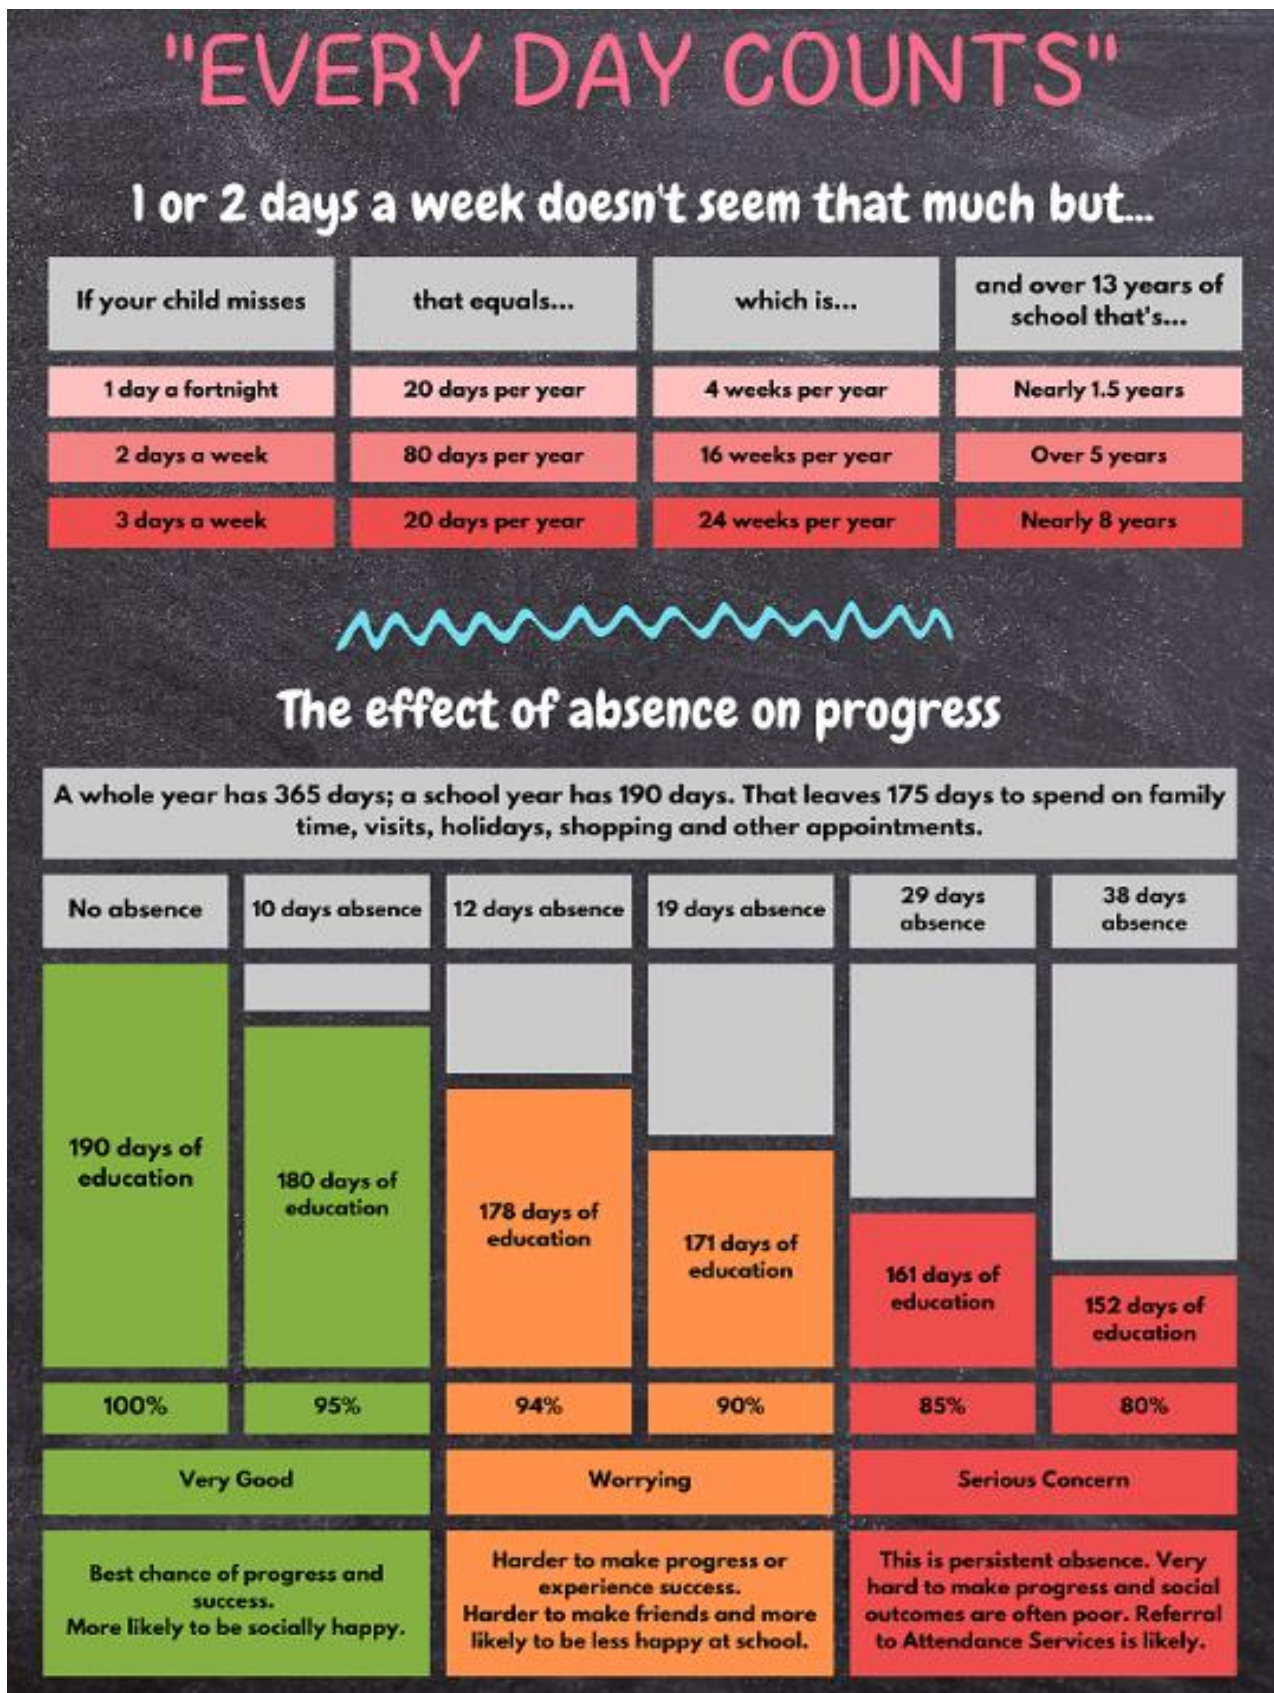 "EVERY DAY COUNTS"
1 or 2 days a week doesn't seem that much but...
If your child misses
that equals...
which is...
and over 13 years of
school that's...
1 day a fortnight
20 days per year
4 weeks per year
Nearly 1.5 years
2 days a week
80 days per year
16 weeks per year
Over 5 years
3 days a week
20 days per year
24 weeks per year
Nearly 8 years
The effect of absence on progress
A whole year has 365 days; a school year has 190 days. That leaves 175 days to spend on family
time, visits, holidays, shopping and other appointments.
No absence
10 days absence
12 days absence
19 days absence
29 days
absence
38 days
absence
190 days of
education
180 days of
education
178 days of
education
171 days of
education
161 days of
education
152 days of
education
100%
95%
94%
90%
85%
80%
Very Good
Worrying
Serious Concern
Best chance of progress and
success.
More likely to be socially happy.
Harder to make progress or
experience success.
Harder to make friends and more
likely to be less happy at school.
This is persistent absence. Very
hard to make progress and social
outcomes are often poor. Referral
to Attendance Services is likely.